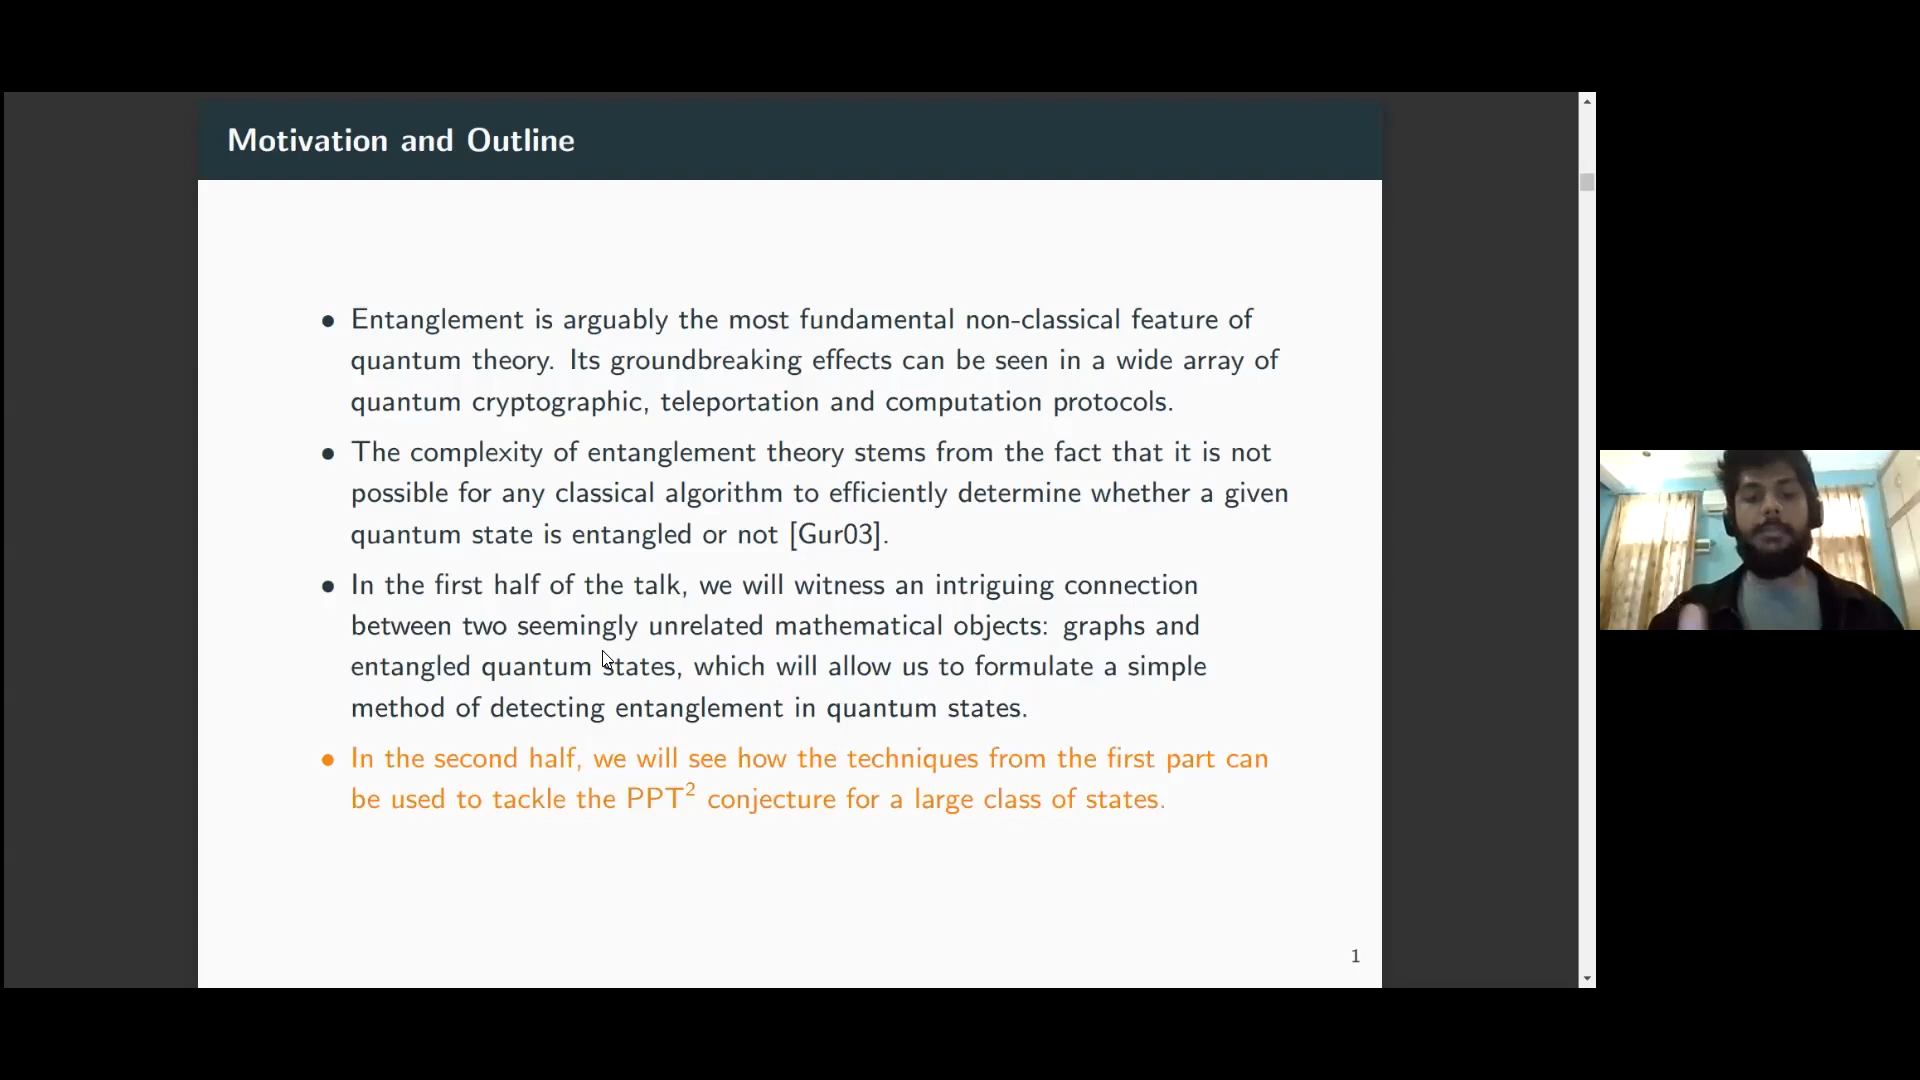 Motivation and Outline
• Entanglement is arguably the most fundamental non-classical feature of
quantum theory. Its groundbreaking effects can be seen in a wide array of
quantum cryptographic, teleportation and computation protocols.
• The complexity of entanglement theory stems from the fact that it is not
possible for any classical algorithm to efficiently determine whether a given
quantum state is entangled or not [Gur03].
• In the first half of the talk, we will witness an intriguing connection
between two seemingly unrelated mathematical objects: graphs and
entangled quantum states, which will allow us to formulate a simple
method of detecting entanglement in quantum states.
• In the second half, we will see how the techniques from the first part can
be used to tackle the PPT² conjecture for a large class of states.
1